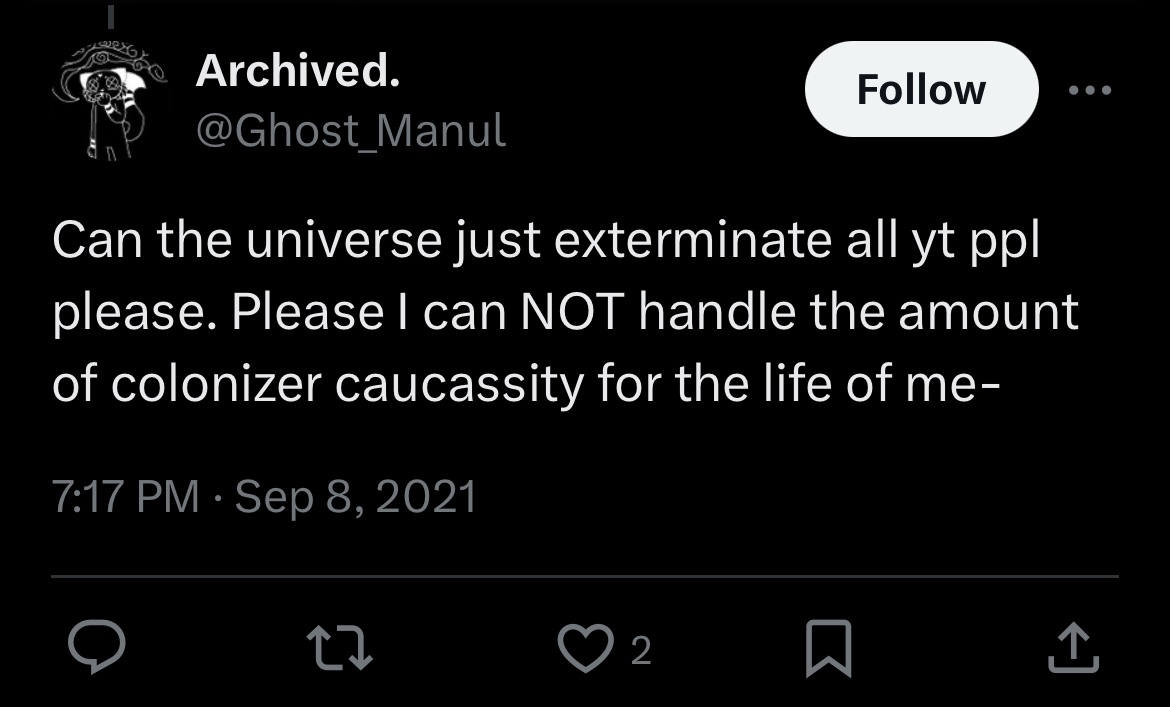 Archived.
@Ghost_Manul
Follow
Can the universe just exterminate all yt ppl
please. Please I can NOT handle the amount
of colonizer caucassity for the life of me-
7:17 PM · Sep 8, 2021
2